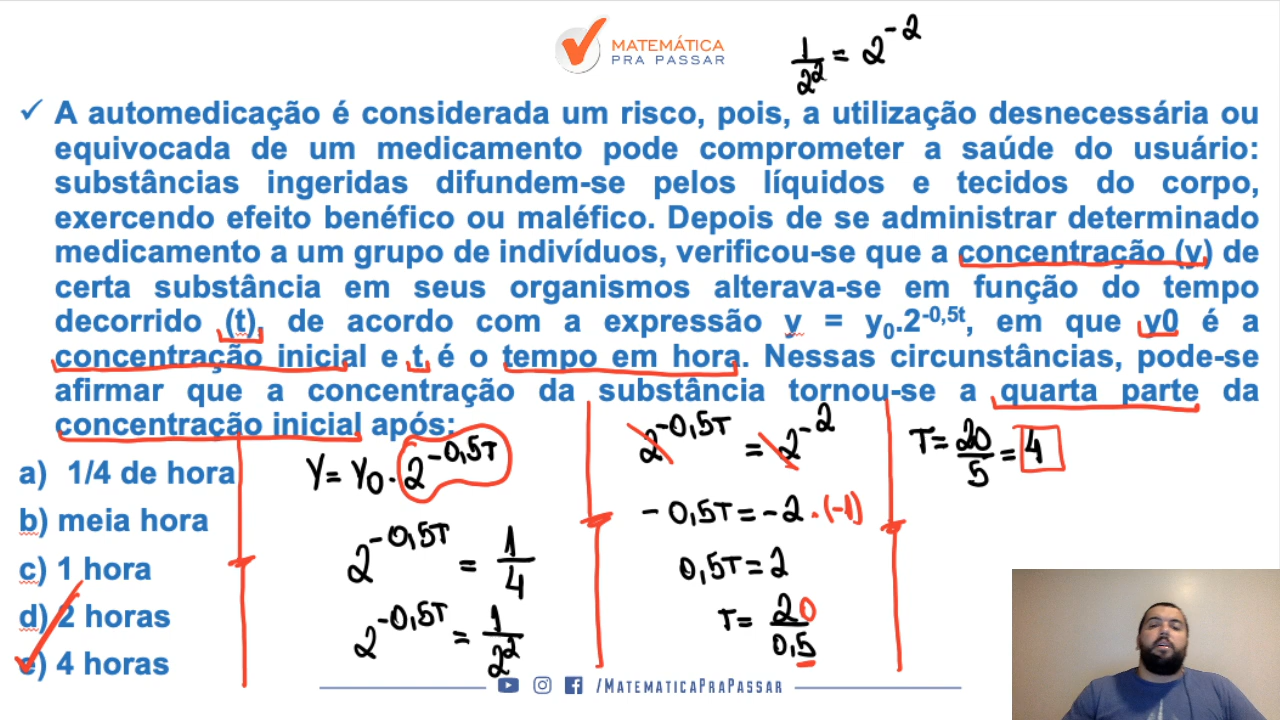 MATEMÁTICA
PRA PASSAR
1/2² = 2⁻²
✓ A automedicação é considerada um risco, pois, a utilização desnecessária ou
equivocada de um medicamento pode comprometer a saúde do usuário:
substâncias ingeridas difundem-se pelos líquidos e tecidos do corpo,
exercendo efeito benéfico ou maléfico. Depois de se administrar determinado
medicamento a um grupo de indivíduos, verificou-se que a concentração (y) de
certa substância em seus organismos alterava-se em função do tempo
decorrido (t), de acordo com a expressão y = y₀.2^-0,5t, em que y0 é a
concentração inicial e t é o tempo em hora. Nessas circunstâncias, pode-se
afirmar que a concentração da substância tornou-se a quarta parte da
concentração inicial após:
a) 1/4 de hora
b) meia hora
c) 1 hora
d) 2 horas
e) 4 horas
Y = Y₀ · 2^-0,5T
2^-0,5T = 1/4
2^-0,5T = 1/2²
2^-0,5T = 2^-2
-0,5T = -2 ·(-1)
0,5T = 2
T = 20/0,5
T = 20/5 = 4
/MatematicaPraPassar